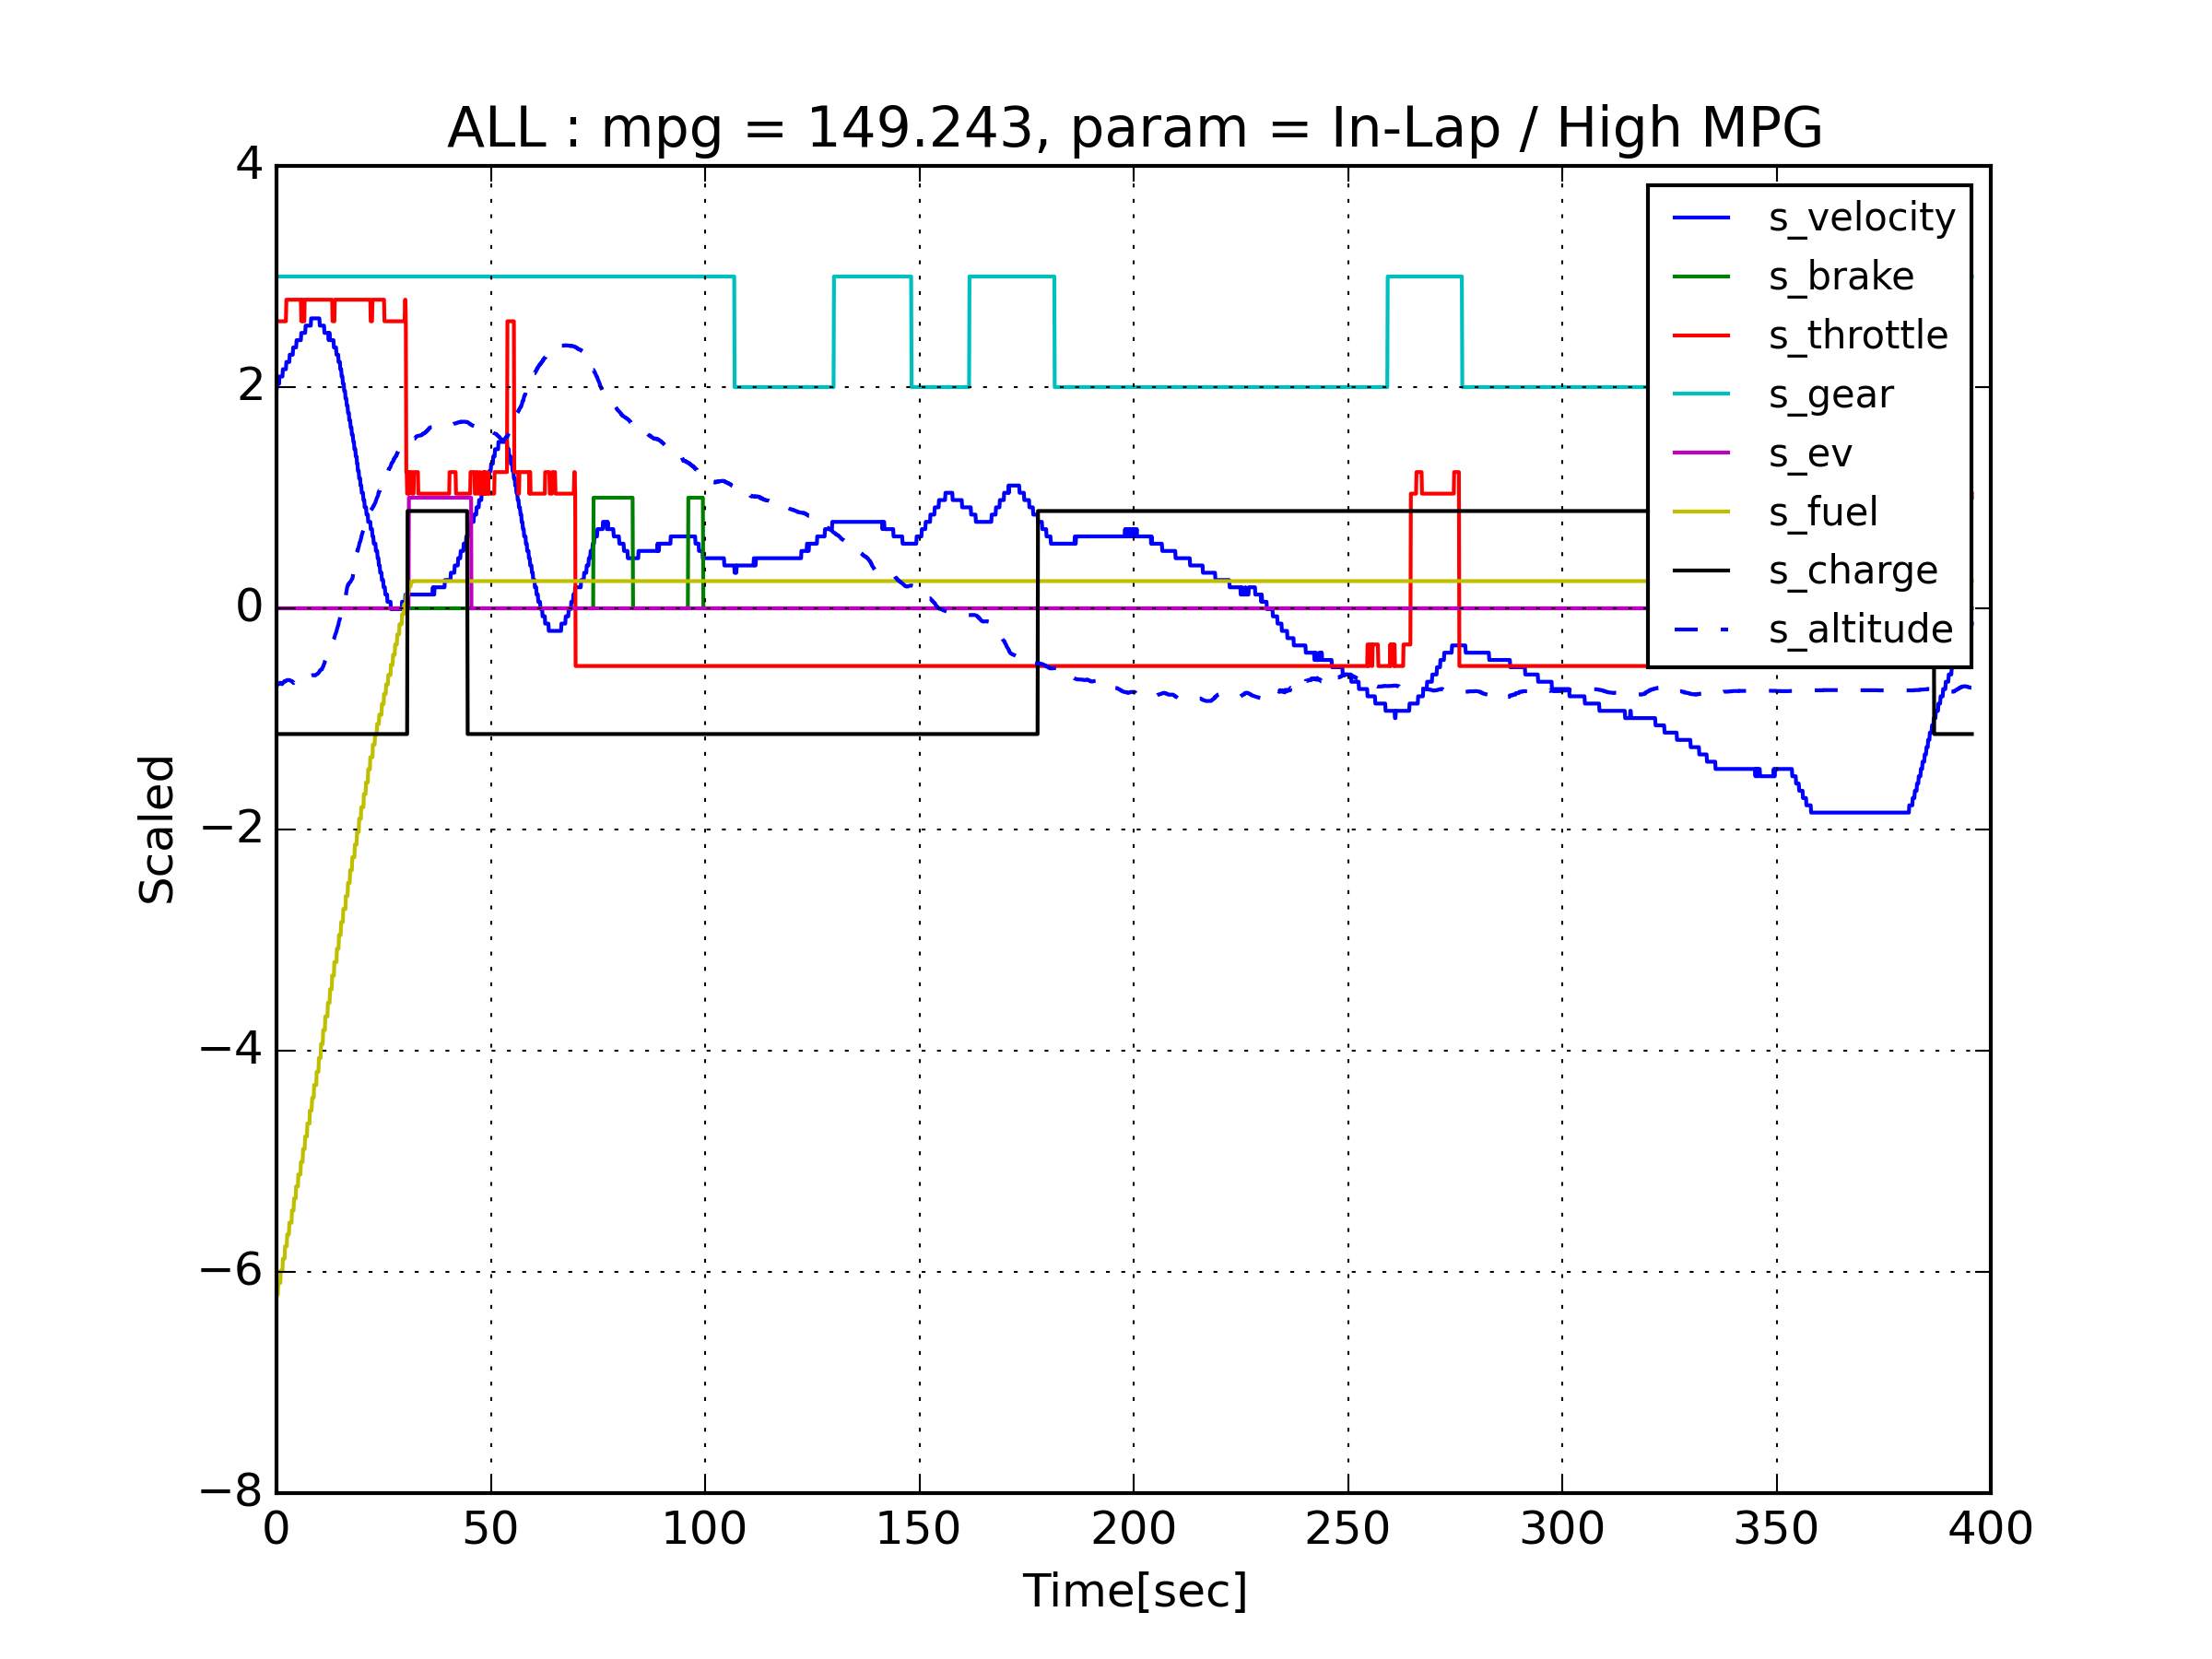 ALL : mpg = 149.243, param = In-Lap / High MPG
4
2
0
−2
−4
−6
−8
Scaled
s_velocity
s_brake
s_throttle
s_gear
s_ev
s_fuel
s_charge
s_altitude
0 50 100 150 200 250 300 350 400
Time[sec]